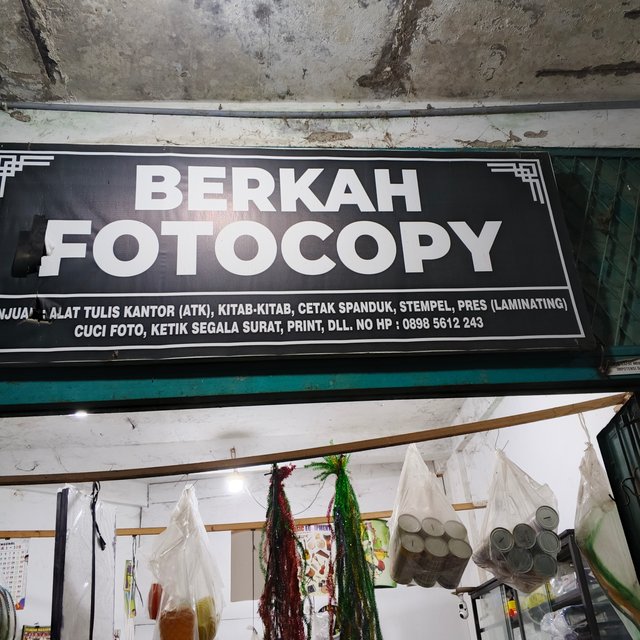 BERKAH
FOTOCOPY
: ALAT TULIS KANTOR (ATK), KITAB-KITAB, CETAK SPANDUK, STEMPEL, PRES (LAMINATING)
CUCI FOTO, KETIK SEGALA SURAT, PRINT, DLL. NO HP : 0898 5612 243